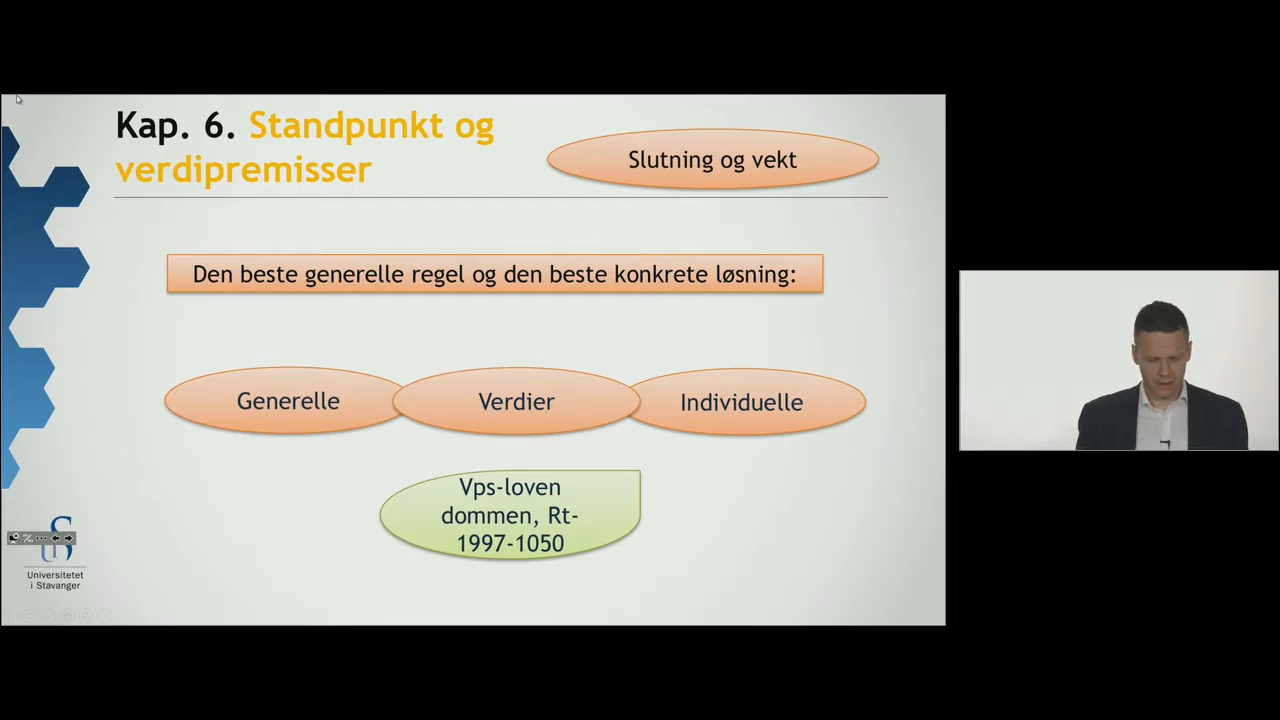 Kap. 6. Standpunkt og
verdipremisser
Slutning og vekt
Den beste generelle regel og den beste konkrete løsning:
Generelle
Verdier
Individuelle
Vps-loven
dommen, Rt-
1997-1050
Universitetet
i Stavanger